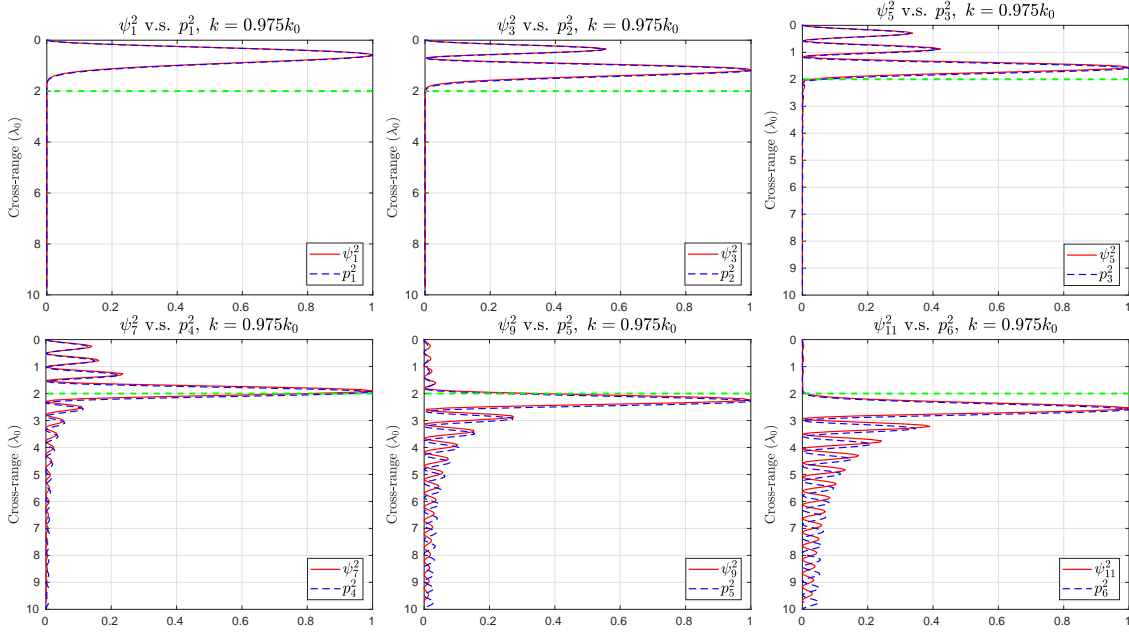 ψ₁² v.s. p₁², k = 0.975k₀
0
2
4
6
8
10
Cross-range (λ₀)
0 0.2 0.4 0.6 0.8 1
ψ₁²
p₁²
ψ₃² v.s. p₂², k = 0.975k₀
0
2
4
6
8
10
Cross-range (λ₀)
0 0.2 0.4 0.6 0.8 1
ψ₃²
p₂²
ψ₅² v.s. p₃², k = 0.975k₀
0
1
2
3
4
5
6
7
8
9
10
Cross-range (λ₀)
0 0.2 0.4 0.6 0.8 1
ψ₅²
p₃²
ψ₇² v.s. p₄², k = 0.975k₀
0
1
2
3
4
5
6
7
8
9
10
Cross-range (λ₀)
0 0.2 0.4 0.6 0.8 1
ψ₇²
p₄²
ψ₉² v.s. p₅², k = 0.975k₀
0
1
2
3
4
5
6
7
8
9
10
Cross-range (λ₀)
0 0.2 0.4 0.6 0.8 1
ψ₉²
p₅²
ψ₁₁² v.s. p₆², k = 0.975k₀
0
1
2
3
4
5
6
7
8
9
10
Cross-range (λ₀)
0 0.2 0.4 0.6 0.8 1
ψ₁₁²
p₆²